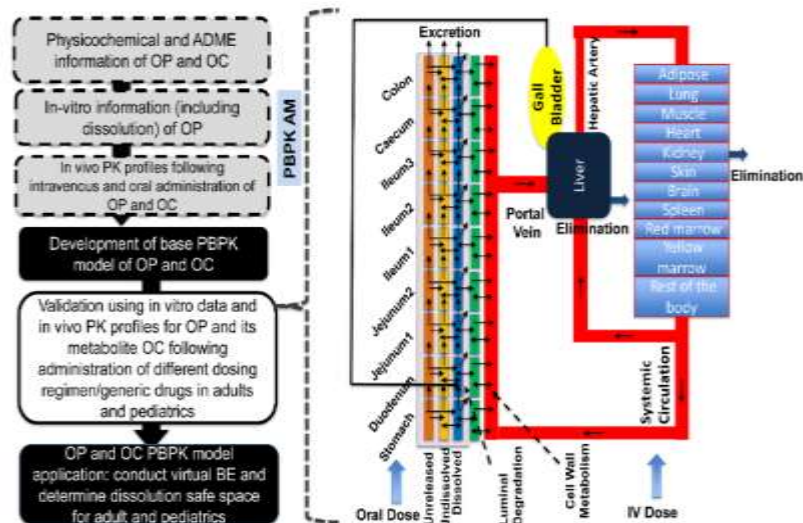 Physicochemical and ADME
information of OP and OC
In-vitro information (including
dissolution) of OP
In vivo PK profiles following
intravenous and oral administration of
OP and OC
Development of base PBPK
model of OP and OC
Validation using in vitro data and
in vivo PK profiles for OP and its
metabolite OC following
administration of different dosing
regimen/generic drugs in adults
and pediatrics
OP and OC PBPK model
application: conduct virtual BE and
determine dissolution safe space
for adult and pediatrics
PBPK AM
Excretion
Colon
Caecum
Ileum3
Ileum2
Ileum1
Jejunum2
Jejunum1
Duodenum
Stomach
Oral Dose
Unreleased
Undissolved
Dissolved
Luminal
Degradation
Cell Wall
Metabolism
Gall
Bladder
Liver
Hepatic Artery
Portal
Vein
Elimination
Adipose
Lung
Muscle
Heart
Kidney
Skin
Brain
Spleen
Red marrow
Yellow
marrow
Rest of the
body
Elimination
Systemic
Circulation
IV Dose